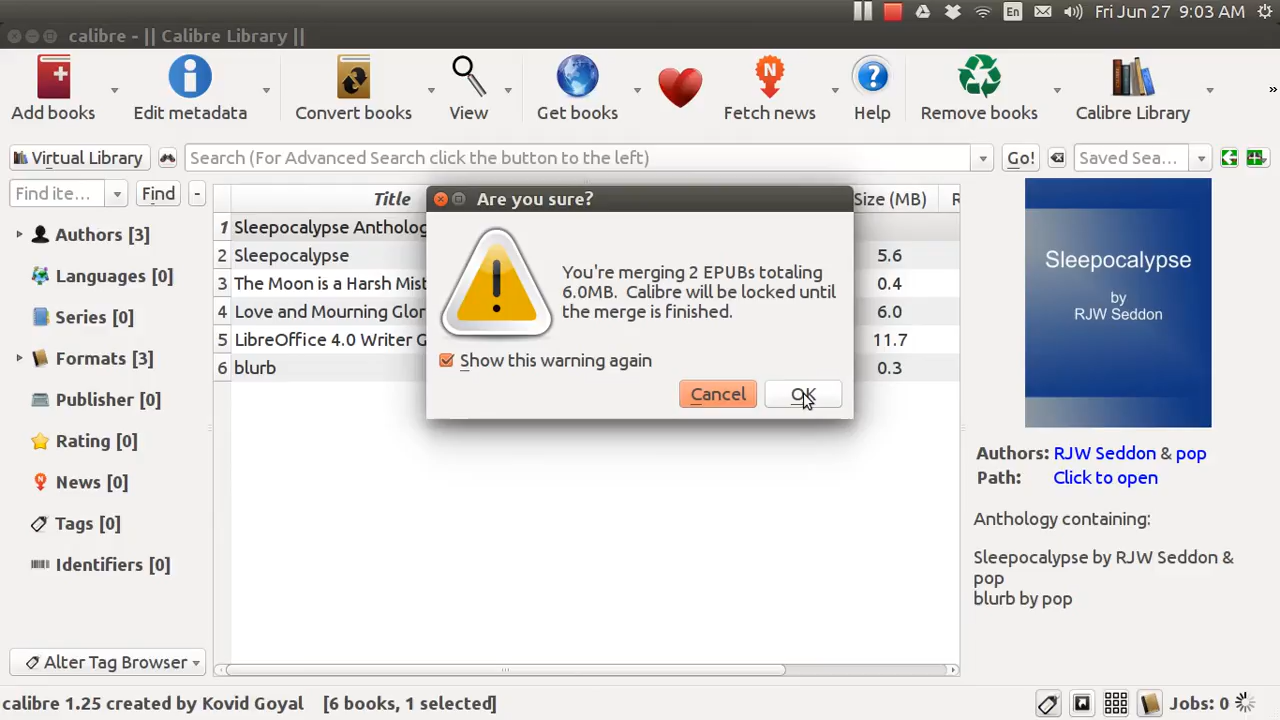 En
Fri Jun 27 9:03 AM
calibre - || Calibre Library ||
Add books
Edit metadata
Convert books
View
Get books
Fetch news
Help
Remove books
Calibre Library
»
Virtual Library
Search (For Advanced Search click the button to the left)
Go!
Saved Sea...
Find ite...
Find
-
Authors [3]
Languages [0]
Series [0]
Formats [3]
Publisher [0]
Rating [0]
News [0]
Tags [0]
Identifiers [0]
Alter Tag Browser
Title
Size (MB)
R
1 Sleepocalypse Antholog
2 Sleepocalypse 5.6
3 The Moon is a Harsh Mist 0.4
4 Love and Mourning Glor 6.0
5 LibreOffice 4.0 Writer G 11.7
6 blurb 0.3
Are you sure?
You're merging 2 EPUBs totaling
6.0MB. Calibre will be locked until
the merge is finished.
Show this warning again
Cancel
OK
Sleepocalypse
by
RJW Seddon
Authors: RJW Seddon & pop
Path: Click to open
Anthology containing:
Sleepocalypse by RJW Seddon &
pop
blurb by pop
calibre 1.25 created by Kovid Goyal [6 books, 1 selected]
Jobs: 0